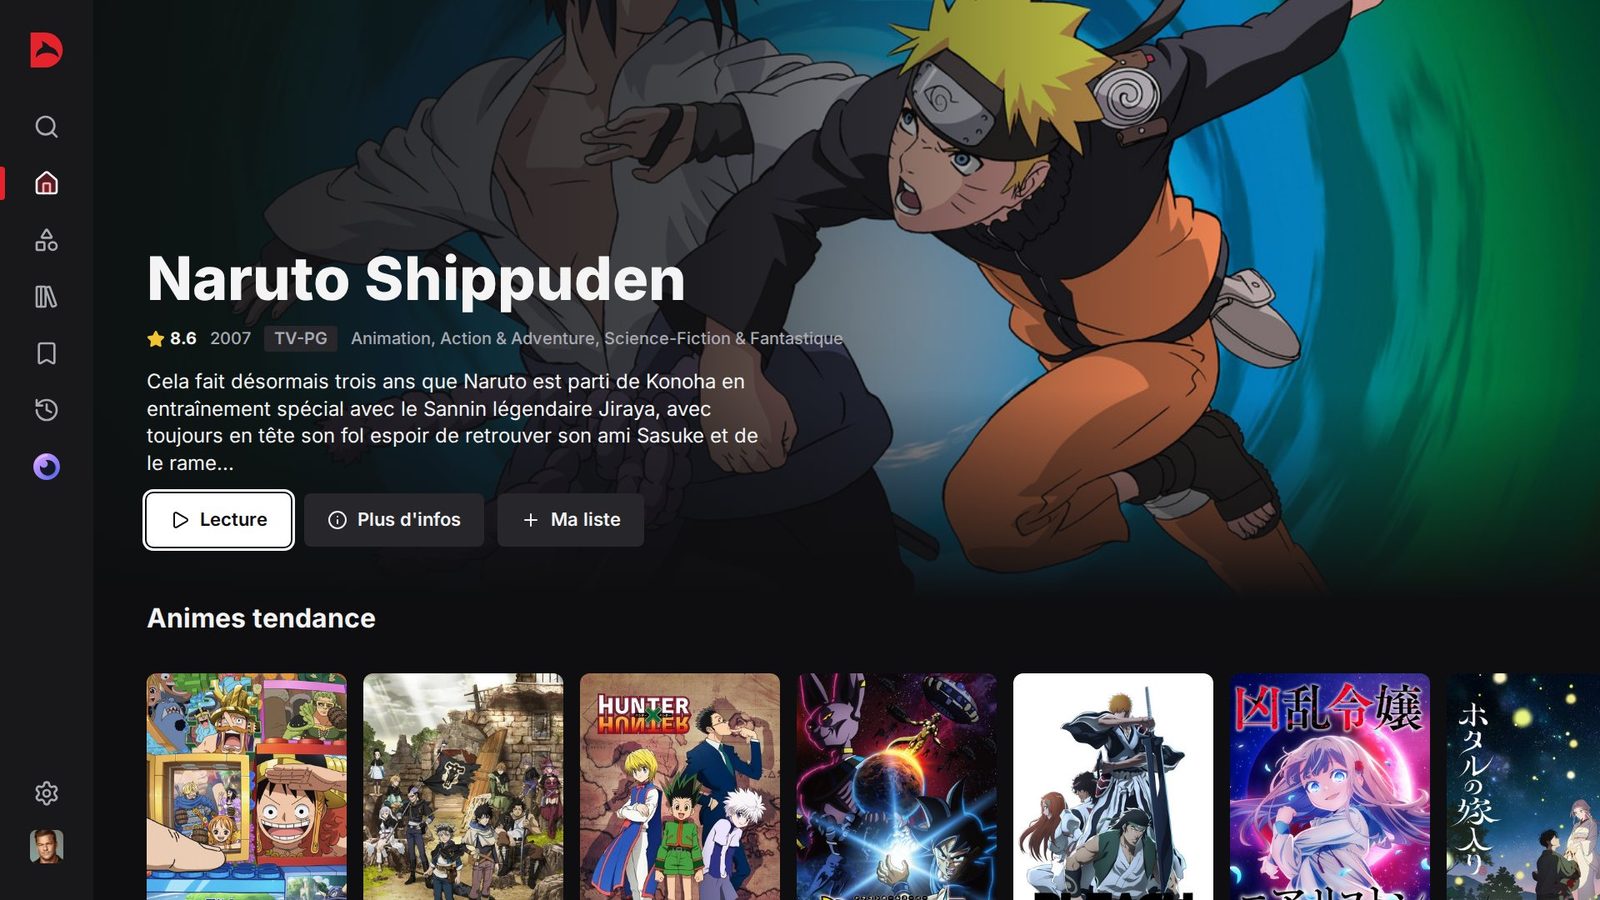 Naruto Shippuden
8.6 2007 TV-PG Animation, Action & Adventure, Science-Fiction & Fantastique
Cela fait désormais trois ans que Naruto est parti de Konoha en
entraînement spécial avec le Sannin légendaire Jiraya, avec
toujours en tête son fol espoir de retrouver son ami Sasuke et de
le rame...
Lecture Plus d'infos Ma liste
Animes tendance
HUNTER
X
HUNTER
凶乱令嬢
ホタルの嫁入り